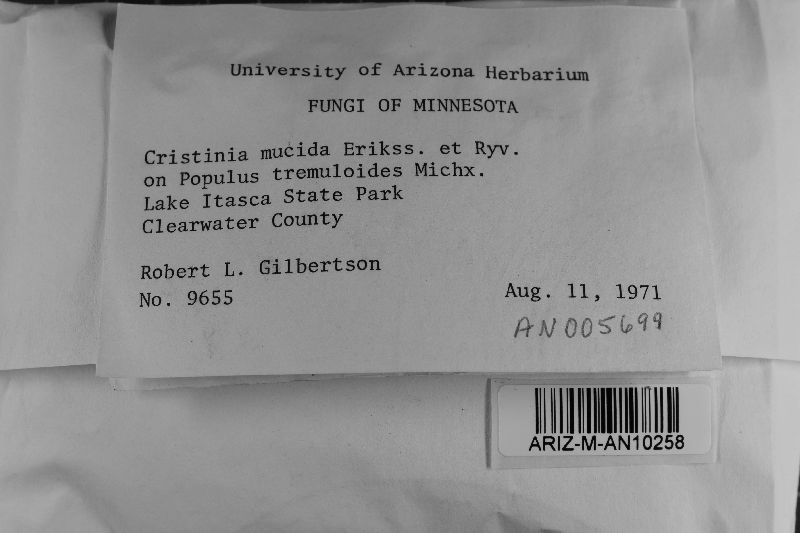 University of Arizona Herbarium
FUNGI OF MINNESOTA
Cristinia mucida Erikss. et Ryv.
on Populus tremuloides Michx.
Lake Itasca State Park
Clearwater County
Robert L. Gilbertson
No. 9655
Aug. 11, 1971
AN005699
ARIZ-M-AN10258